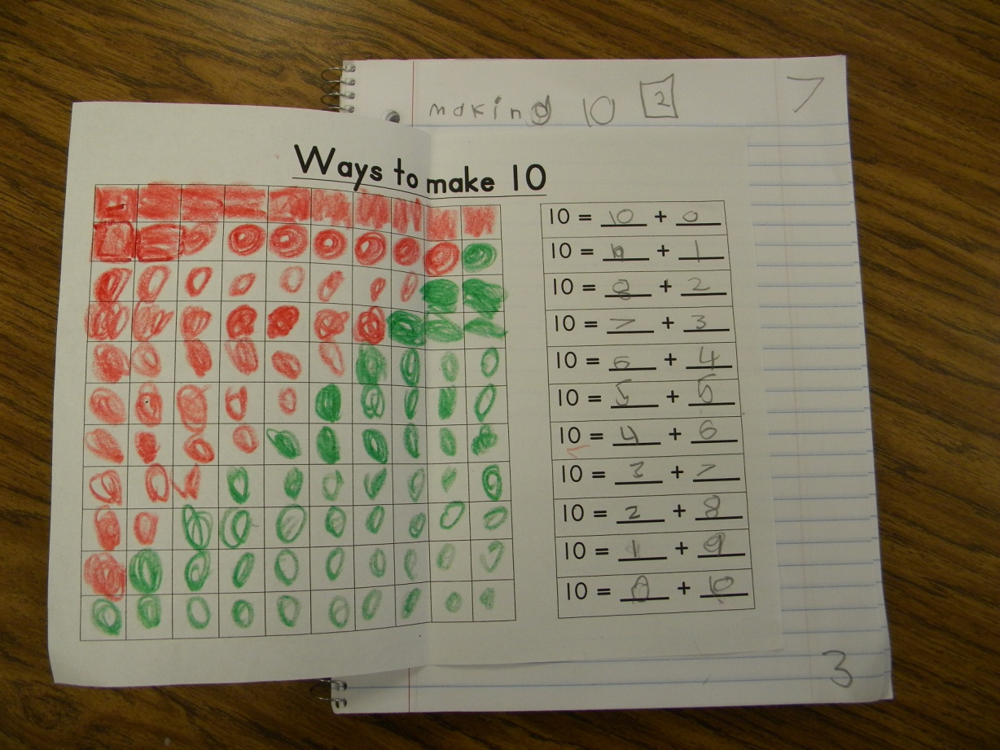 making 10 2 7
Ways to make 10
10 = 10 + 0
10 = 9 + 1
10 = 8 + 2
10 = 7 + 3
10 = 6 + 4
10 = 5 + 5
10 = 4 + 6
10 = 3 + 7
10 = 2 + 8
10 = 1 + 9
10 = 0 + 10
3